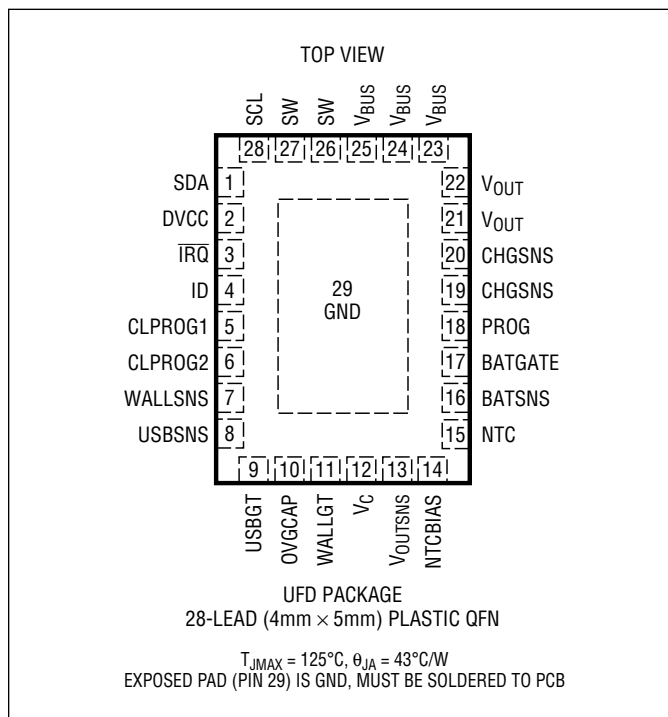 TOP VIEW
SCL
SW
SW
VBUS
VBUS
VBUS
28 27 26 25 24 23
SDA 1
DVCC 2
IRQ 3
ID 4
CLPROG1 5
CLPROG2 6
WALLSNS 7
USBSNS 8
29
GND
22 VOUT
21 VOUT
20 CHGSNS
19 CHGSNS
18 PROG
17 BATGATE
16 BATSNS
15 NTC
9 10 11 12 13 14
USBGT
OVGCAP
WALLGT
VC
VOUTSNS
NTCBIAS
UFD PACKAGE
28-LEAD (4mm × 5mm) PLASTIC QFN
TJMAX = 125°C, θJA = 43°C/W
EXPOSED PAD (PIN 29) IS GND, MUST BE SOLDERED TO PCB